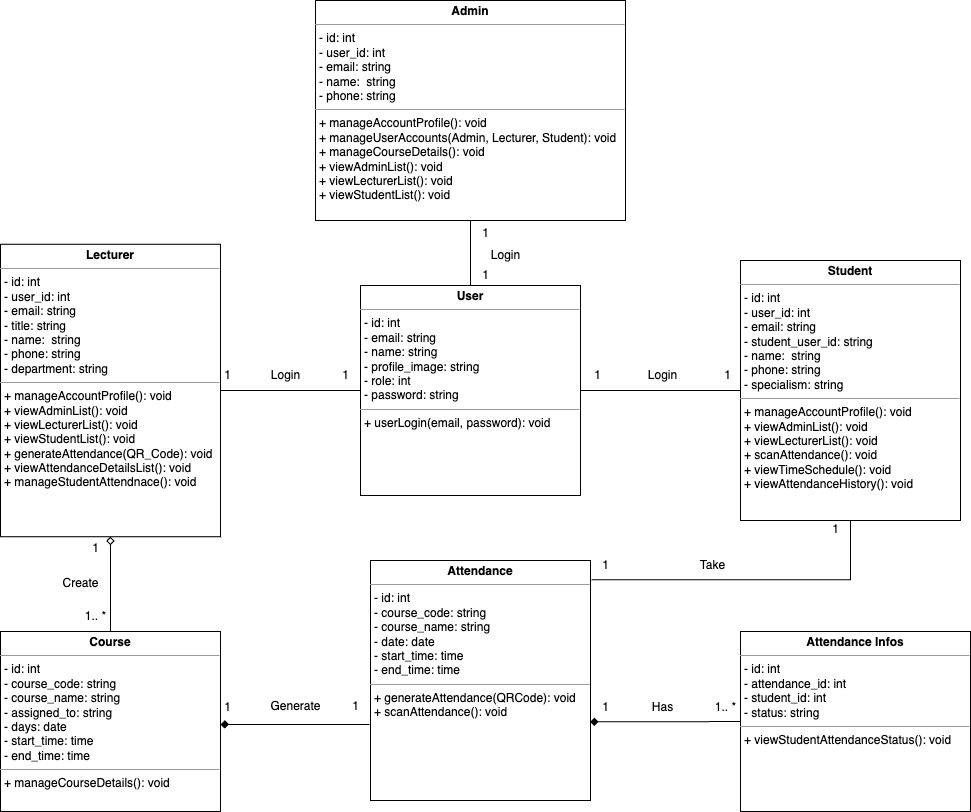 Admin
- id: int
- user_id: int
- email: string
- name:  string
- phone: string
+ manageAccountProfile(): void
+ manageUserAccounts(Admin, Lecturer, Student): void
+ manageCourseDetails(): void
+ viewAdminList(): void
+ viewLecturerList(): void
+ viewStudentList(): void
1
Login
1
Lecturer
- id: int
- user_id: int
- email: string
- title: string
- name:  string
- phone: string
- department: string
+ manageAccountProfile(): void
+ viewAdminList(): void
+ viewLecturerList(): void
+ viewStudentList(): void
+ generateAttendance(QR_Code): void
+ viewAttendanceDetailsList(): void
+ manageStudentAttendnace(): void
1 Login 1
User
- id: int
- email: string
- name: string
- profile_image: string
- role: int
- password: string
+ userLogin(email, password): void
1 Login 1
Student
- id: int
- user_id: int
- email: string
- student_user_id: string
- name:  string
- phone: string
- specialism: string
+ manageAccountProfile(): void
+ viewAdminList(): void
+ viewLecturerList(): void
+ scanAttendance(): void
+ viewTimeSchedule(): void
+ viewAttendanceHistory(): void
1
Create
1.. *
1
1 Take
Course
- id: int
- course_code: string
- course_name: string
- assigned_to: string
- days: date
- start_time: time
- end_time: time
+ manageCourseDetails(): void
1 Generate 1
Attendance
- id: int
- course_code: string
- course_name: string
- date: date
- start_time: time
- end_time: time
+ generateAttendance(QRCode): void
+ scanAttendance(): void
1 Has 1.. *
Attendance Infos
- id: int
- attendance_id: int
- student_id: int
- status: string
+ viewStudentAttendanceStatus(): void